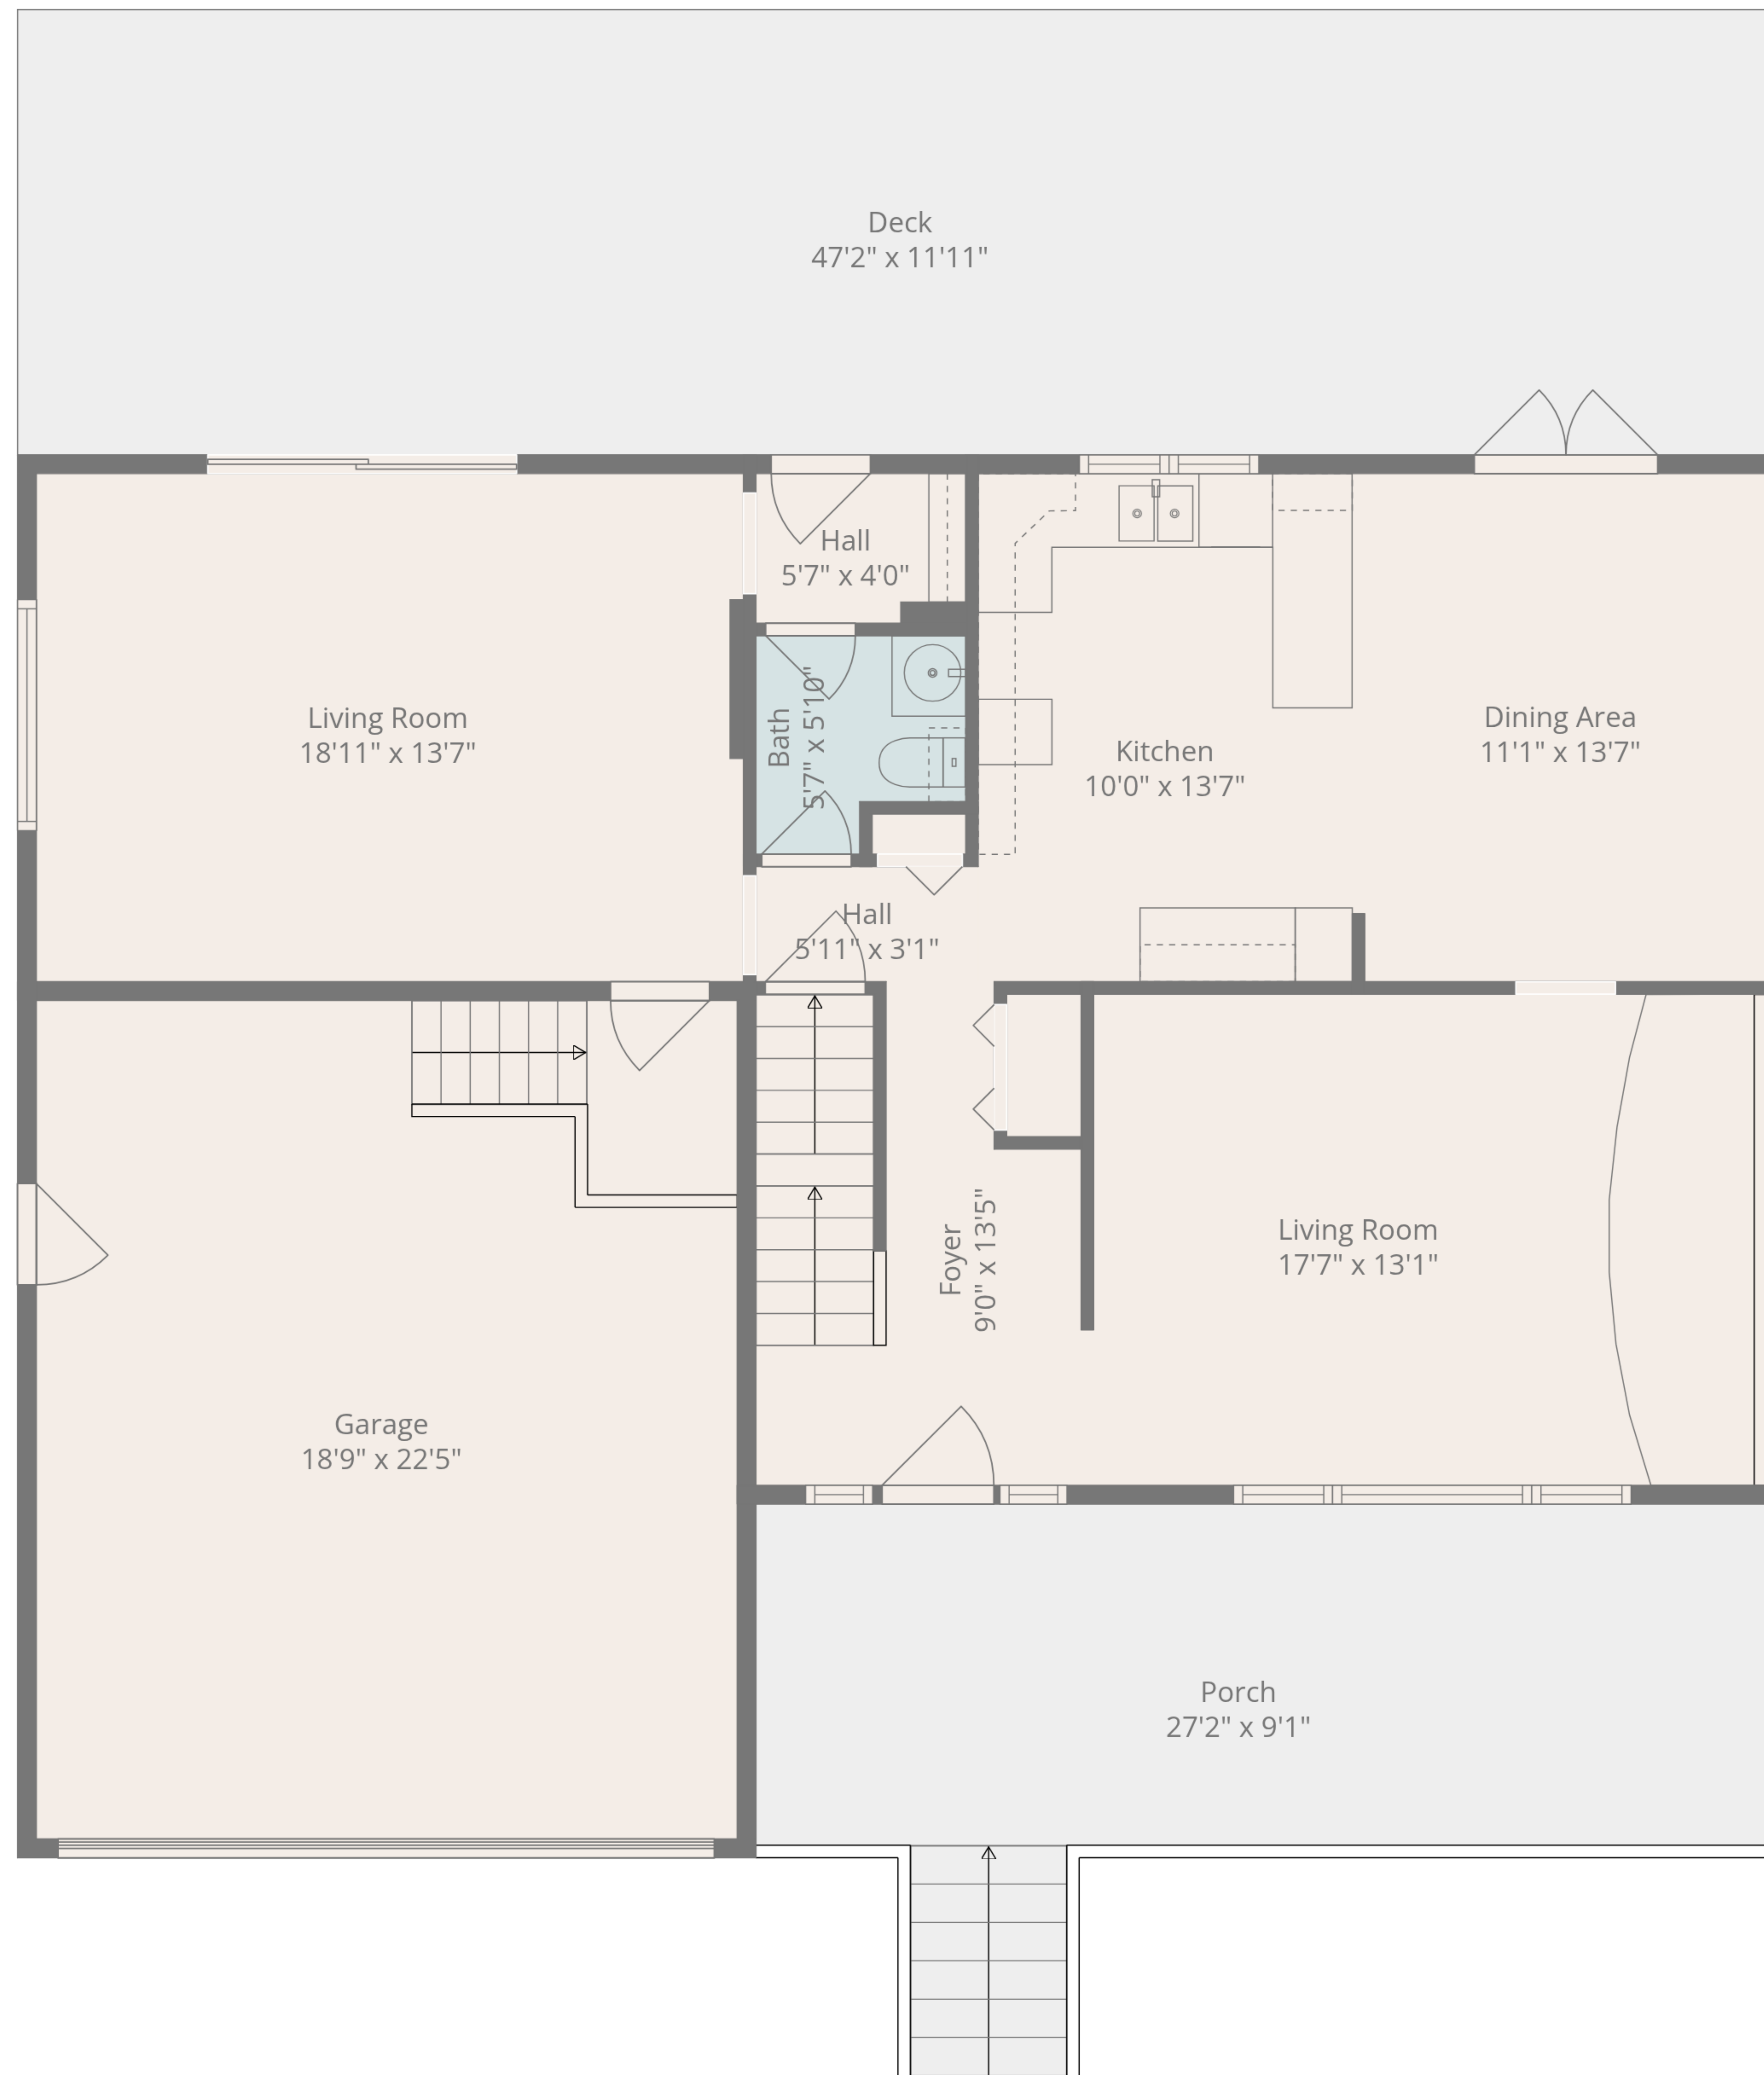 Deck
47'2" x 11'11"
Hall
5'7" x 4'0"
Living Room
18'11" x 13'7"
Bath
5'7" x 5'10"
Kitchen
10'0" x 13'7"
Dining Area
11'1" x 13'7"
Hall
5'11" x 3'1"
Foyer
9'0" x 13'5"
Living Room
17'7" x 13'1"
Garage
18'9" x 22'5"
Porch
27'2" x 9'1"